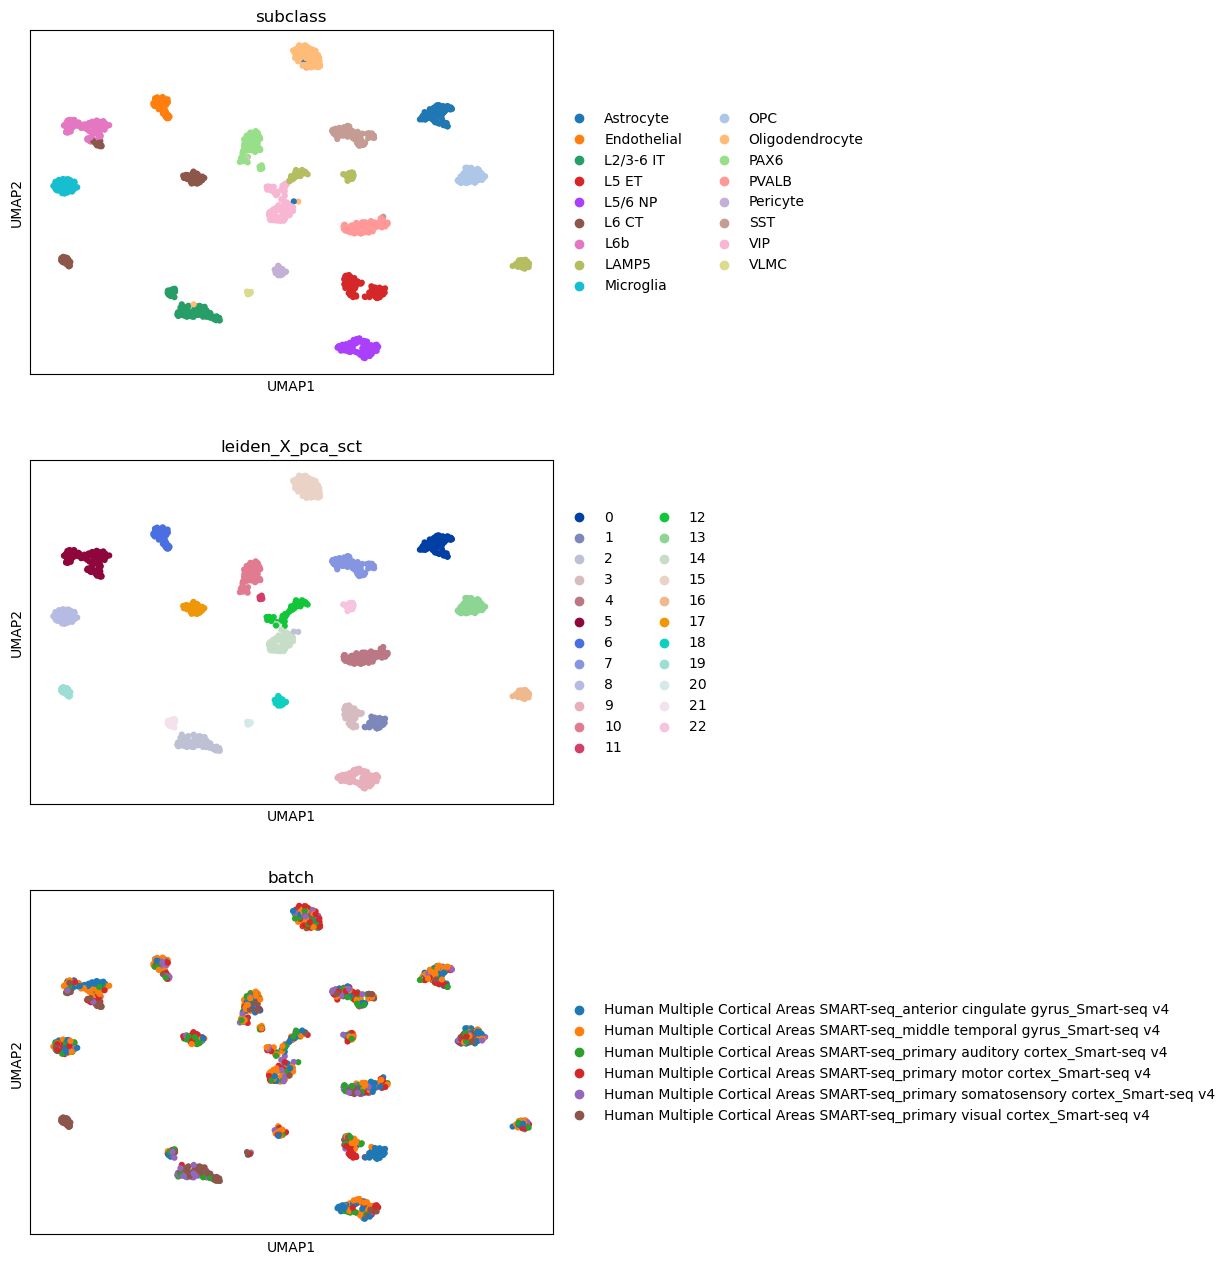 subclass
UMAP2
UMAP1
Astrocyte
Endothelial
L2/3-6 IT
L5 ET
L5/6 NP
L6 CT
L6b
LAMP5
Microglia
OPC
Oligodendrocyte
PAX6
PVALB
Pericyte
SST
VIP
VLMC
leiden_X_pca_sct
UMAP2
UMAP1
0
1
2
3
4
5
6
7
8
9
10
11
12
13
14
15
16
17
18
19
20
21
22
batch
UMAP2
UMAP1
Human Multiple Cortical Areas SMART-seq_anterior cingulate gyrus_Smart-seq v4
Human Multiple Cortical Areas SMART-seq_middle temporal gyrus_Smart-seq v4
Human Multiple Cortical Areas SMART-seq_primary auditory cortex_Smart-seq v4
Human Multiple Cortical Areas SMART-seq_primary motor cortex_Smart-seq v4
Human Multiple Cortical Areas SMART-seq_primary somatosensory cortex_Smart-seq v4
Human Multiple Cortical Areas SMART-seq_primary visual cortex_Smart-seq v4